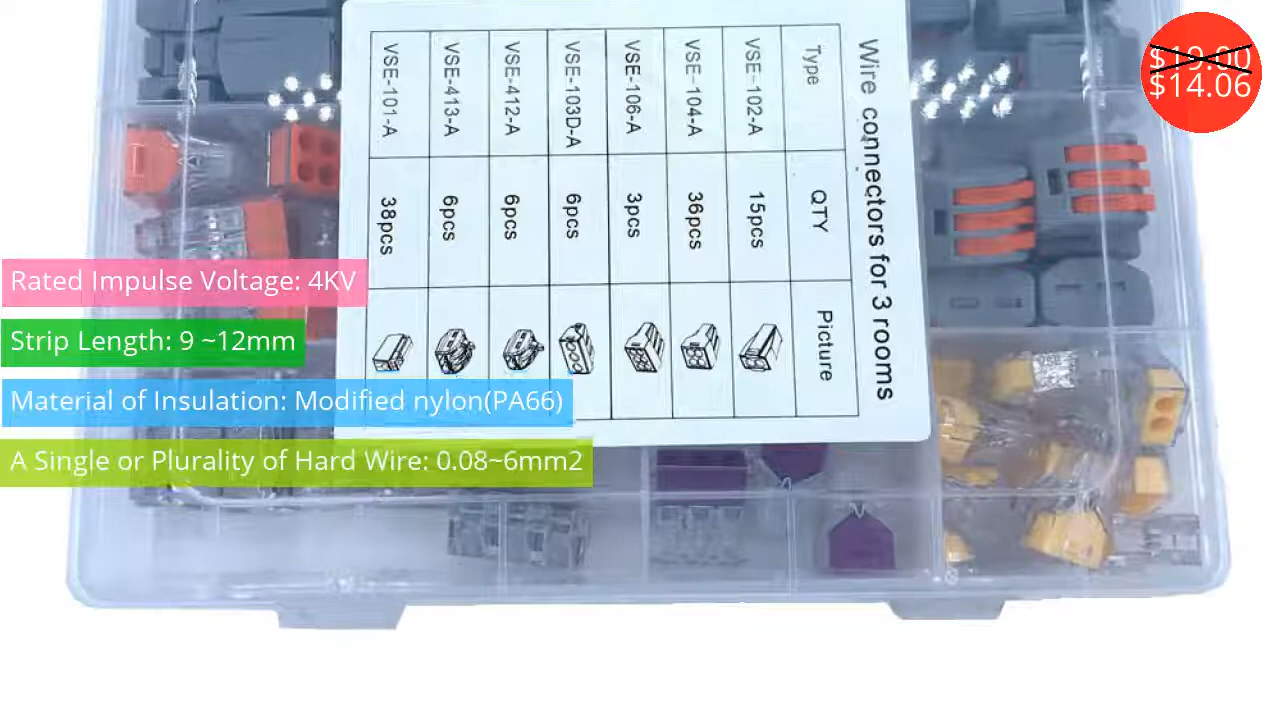 $19.00
$14.06
Wire connectors for 3 rooms
Type QTY Picture
VSE-102-A 15pcs
VSE-104-A 36pcs
VSE-106-A 3pcs
VSE-103D-A 6pcs
VSE-412-A 6pcs
VSE-413-A 6pcs
VSE-101-A 38pcs
Rated Impulse Voltage: 4KV
Strip Length: 9 ~12mm
Material of Insulation: Modified nylon(PA66)
A Single or Plurality of Hard Wire: 0.08~6mm2